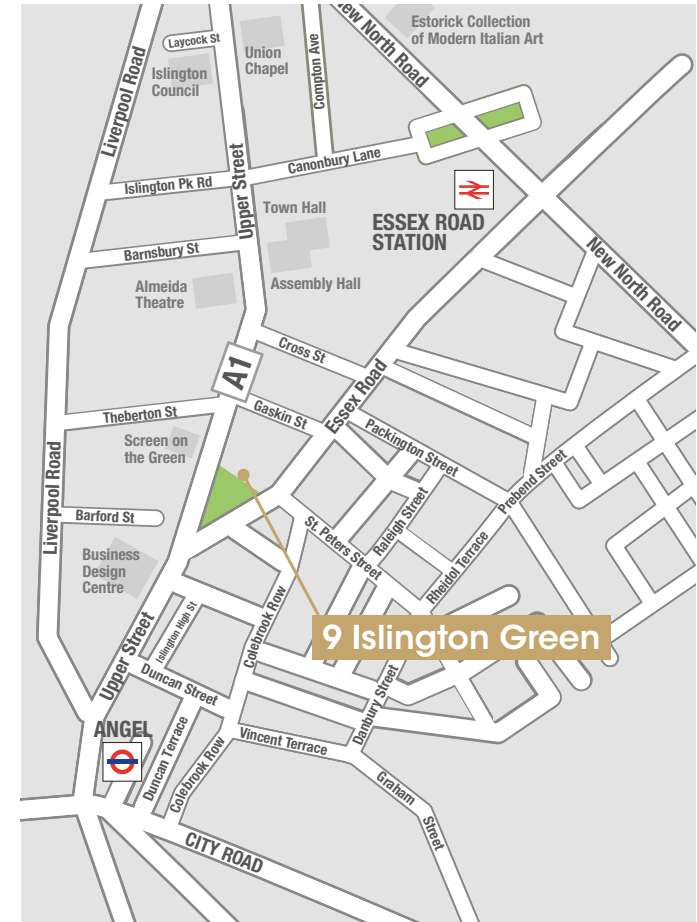 Estorick Collection
of Modern Italian Art
New North Road
Laycock St
Union
Chapel
Compton Ave
Liverpool Road
Islington
Council
Canonbury Lane
Islington Pk Rd
Upper Street
Town Hall
ESSEX ROAD
STATION
Barnsbury St
New North Road
Almeida
Theatre
Assembly Hall
Cross St
A1
Essex Road
Theberton St
Gaskin St
Packington Street
Screen on
the Green
Prebend Street
Liverpool Road
Barford St
St. Peters Street
Raleigh Street
Rheidol Terrace
Business
Design
Centre
Colebrook Row
Islington High St
9 Islington Green
Upper Street
Duncan Street
Danbury Street
ANGEL
Duncan Terrace
Colebrook Row
Vincent Terrace
Graham
Street
CITY ROAD